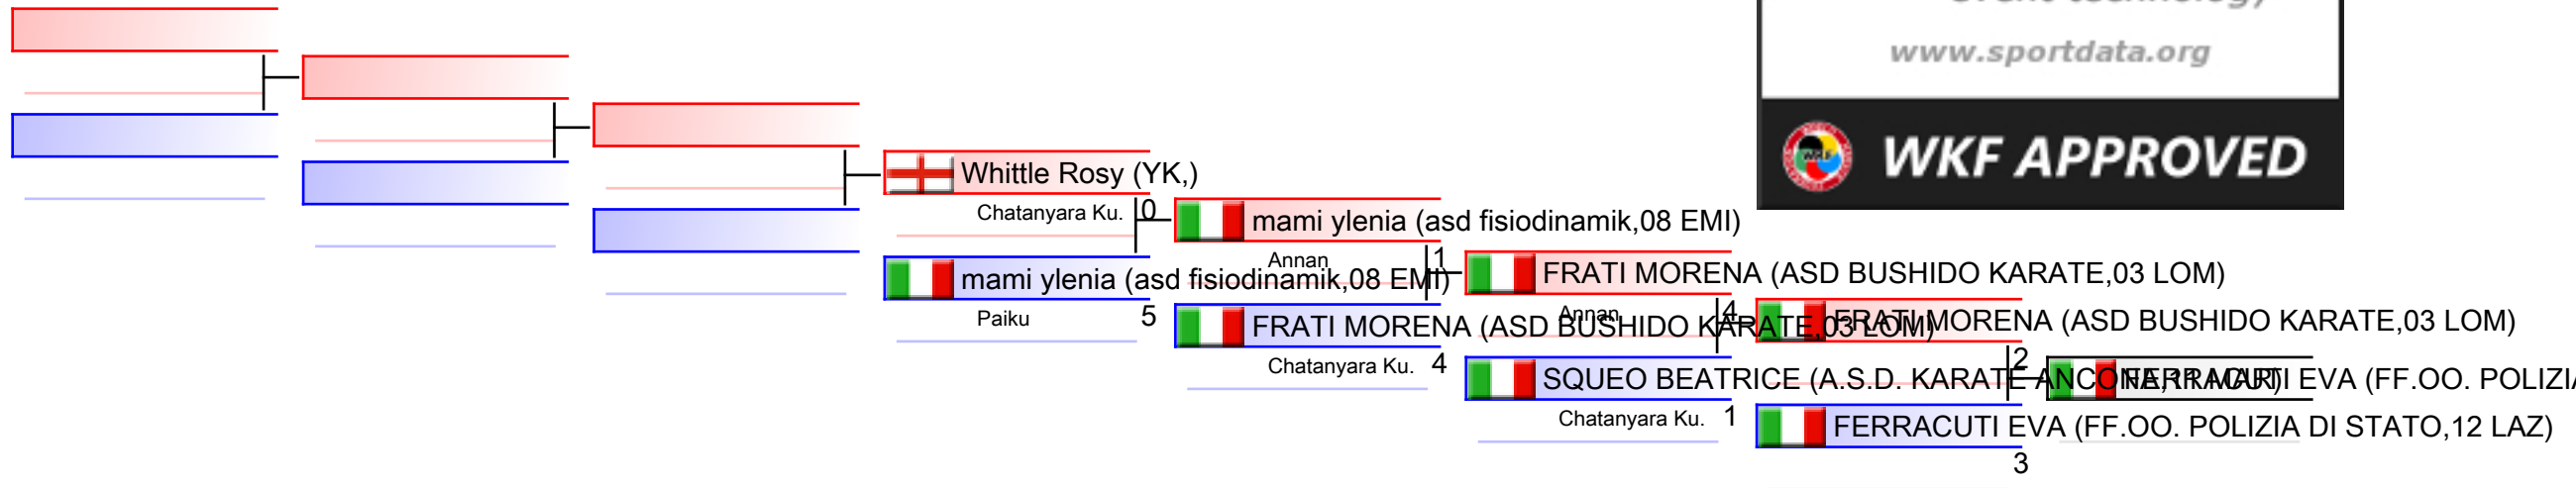 www.sportdata.org
WKF APPROVED
Whittle Rosy (YK,)
Chatanyara Ku. 0
mami ylenia (asd fisiodinamik,08 EMI)
Annan 1
mami ylenia (asd fisiodinamik,08 EMI)
Paiku 5
FRATI MORENA (ASD BUSHIDO KARATE,03 LOM)
Annan 4
FRATI MORENA (ASD BUSHIDO KARATE,03 LOM)
Chatanyara Ku. 4
FRATI MORENA (ASD BUSHIDO KARATE,03 LOM)
2
SQUEO BEATRICE (A.S.D. KARATE ANCONA,11 MAR)
Chatanyara Ku. 1
FERRACUTI EVA (FF.OO. POLIZIA
FERRACUTI EVA (FF.OO. POLIZIA DI STATO,12 LAZ)
3